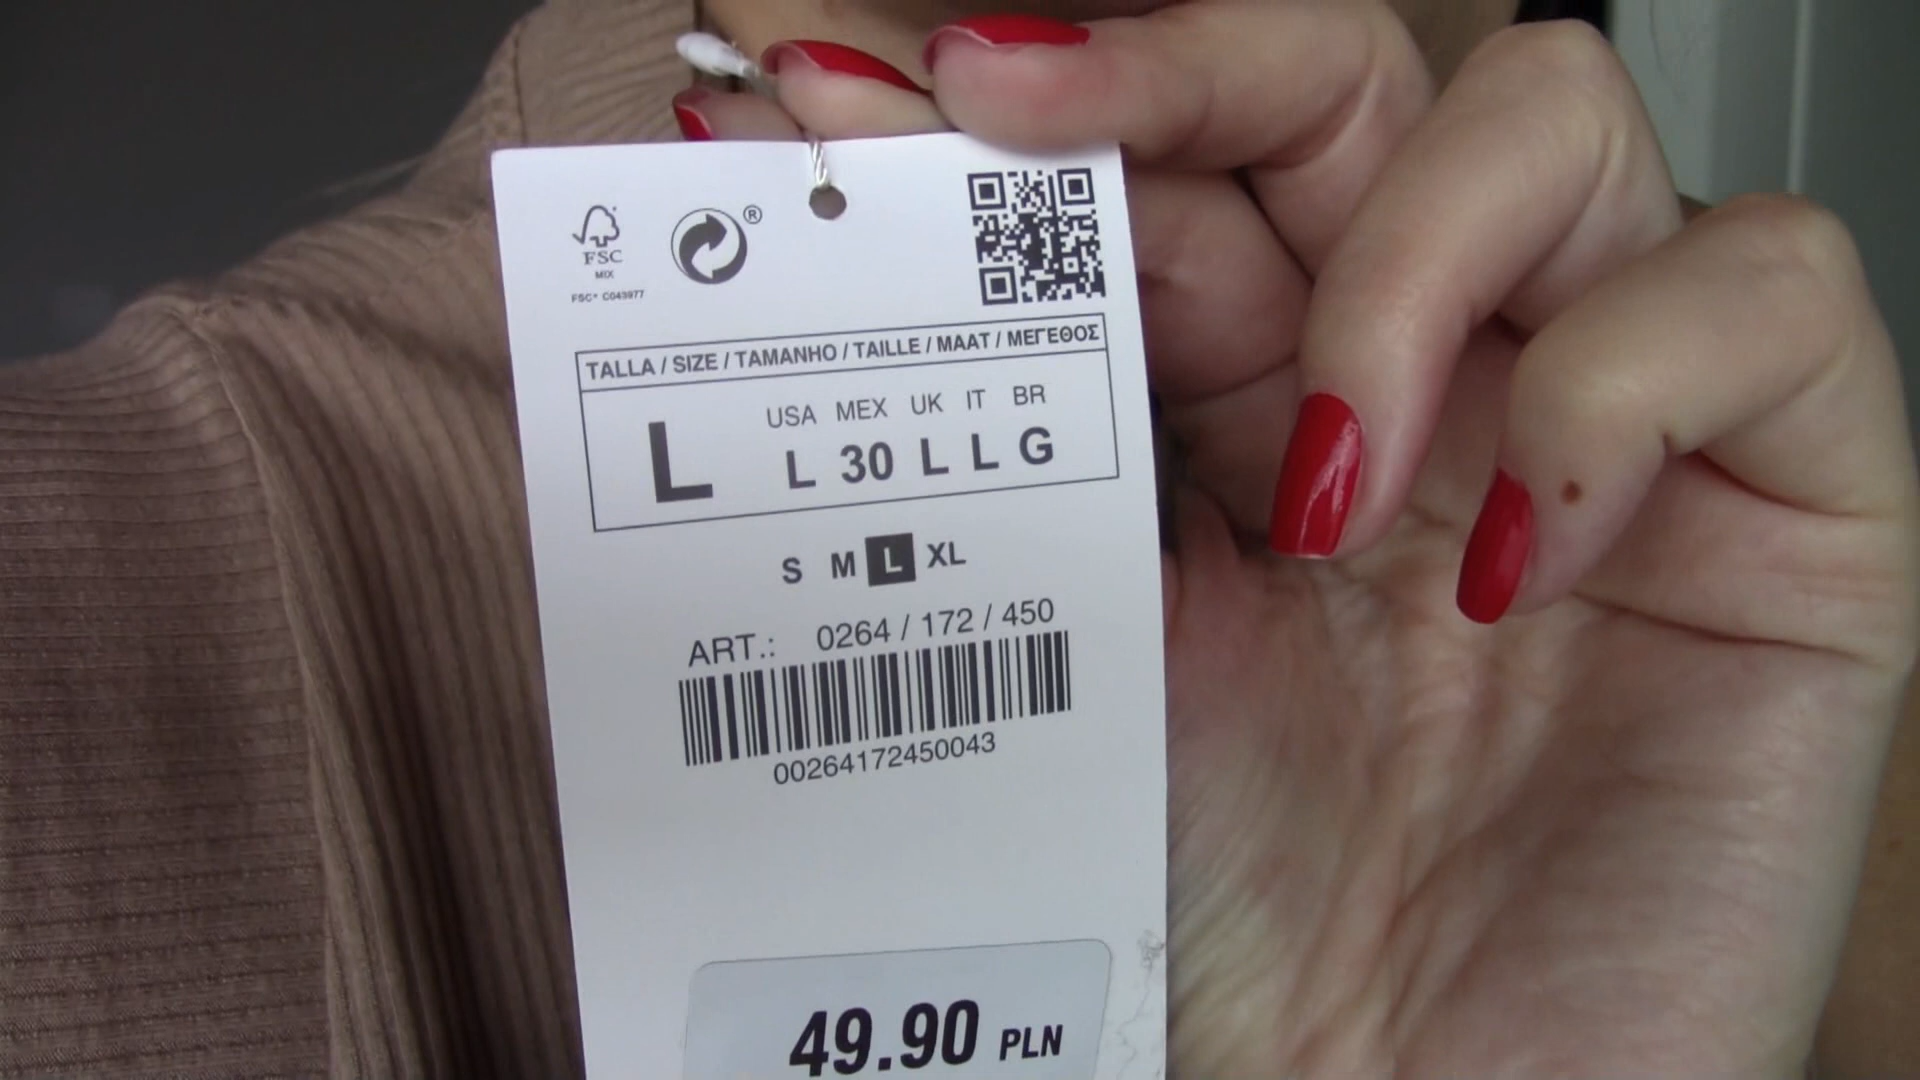 FSC
MIX
FSC® C043977
®
TALLA / SIZE / TAMANHO / TAILLE / MAAT / ΜΕΓΕΘΟΣ
USA MEX UK IT BR
L L 30 L L G
S M L XL
ART.: 0264 / 172 / 450
00264172450043
49.90 PLN